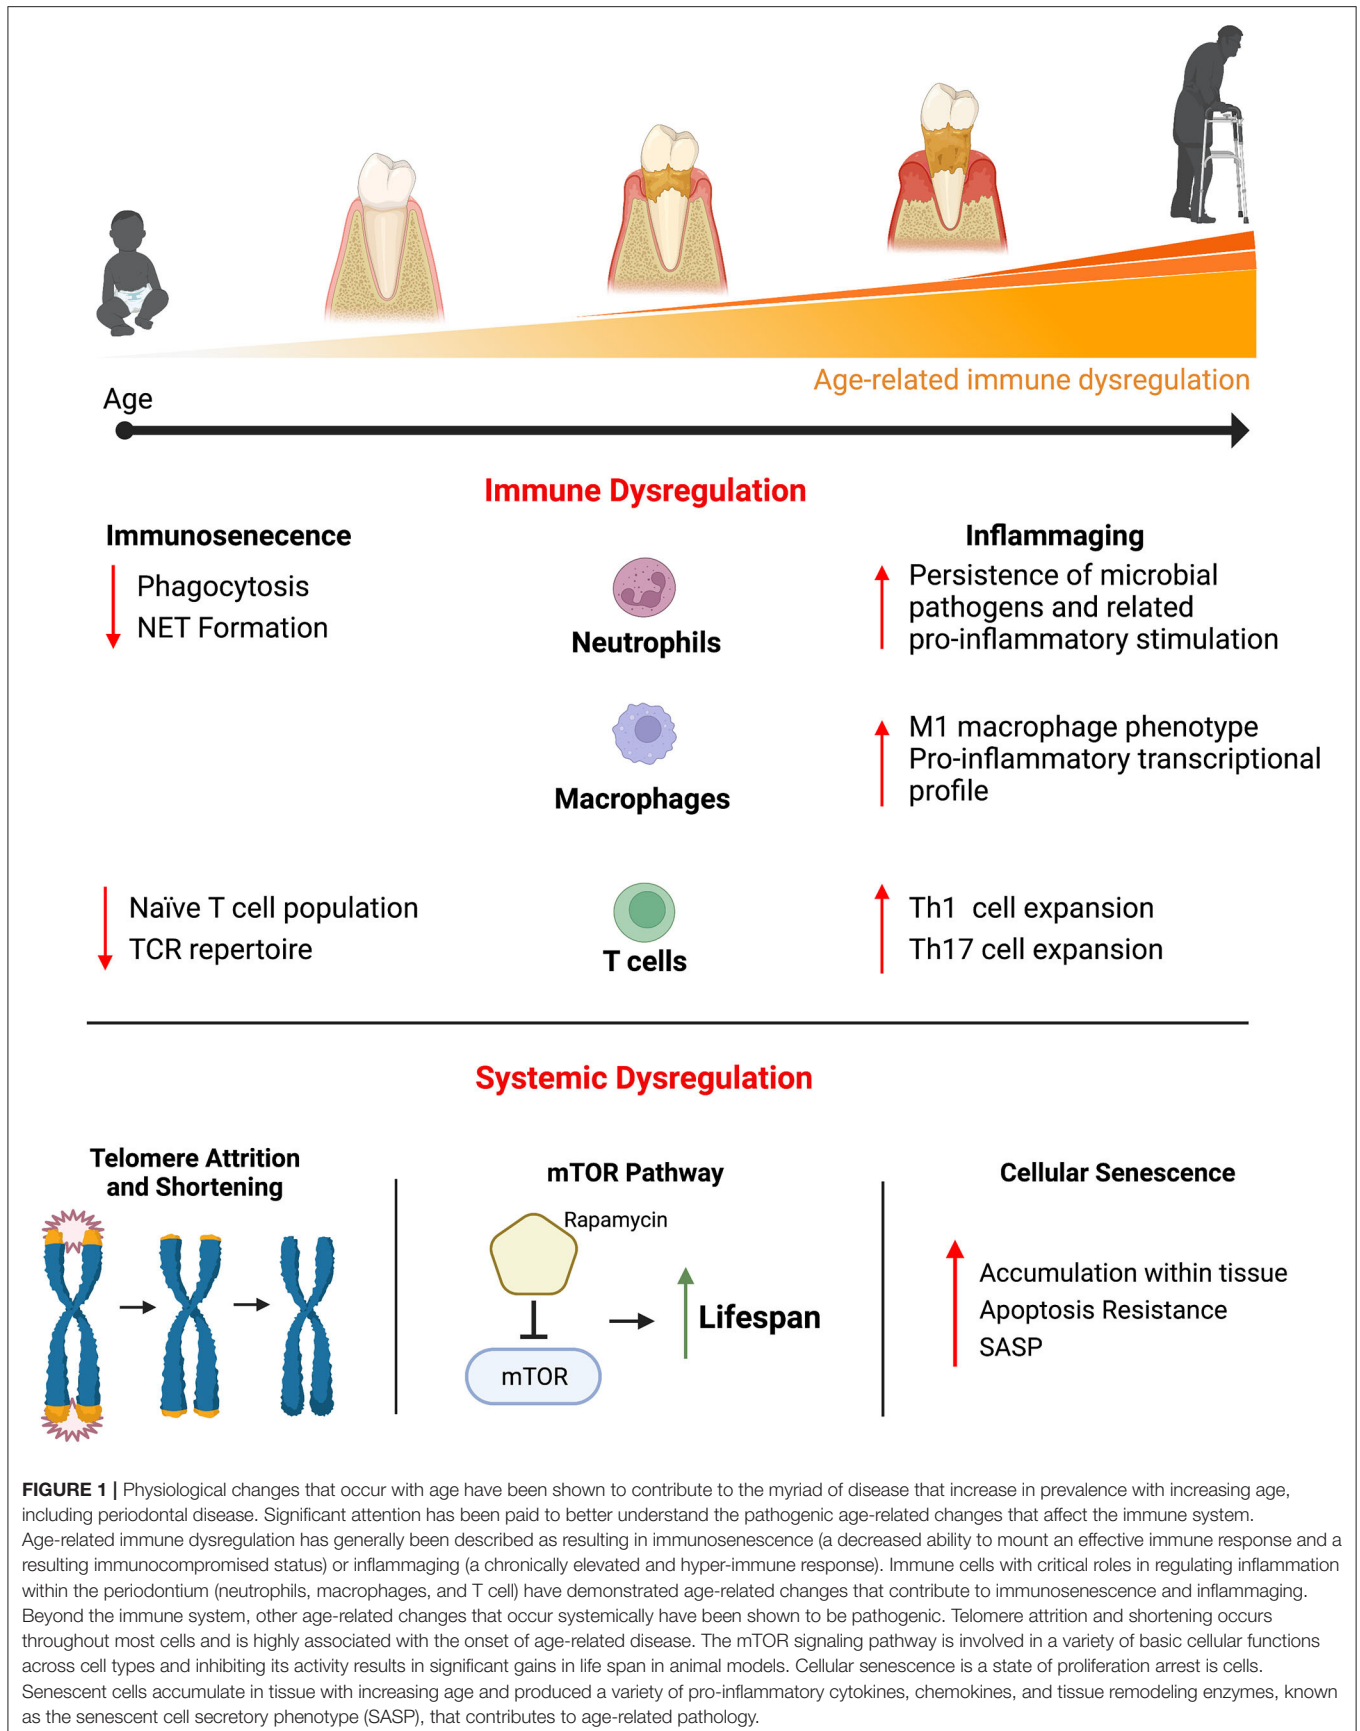 Age-related immune dysregulation
Age
Immune Dysregulation
Immunosenecence
Phagocytosis
NET Formation
Neutrophils
Inflammaging
Persistence of microbial
pathogens and related
pro-inflammatory stimulation
Macrophages
M1 macrophage phenotype
Pro-inflammatory transcriptional
profile
Naïve T cell population
TCR repertoire
T cells
Th1 cell expansion
Th17 cell expansion
Systemic Dysregulation
Telomere Attrition
and Shortening
mTOR Pathway
Rapamycin
mTOR
Lifespan
Cellular Senescence
Accumulation within tissue
Apoptosis Resistance
SASP
FIGURE 1 | Physiological changes that occur with age have been shown to contribute to the myriad of disease that increase in prevalence with increasing age,
including periodontal disease. Significant attention has been paid to better understand the pathogenic age-related changes that affect the immune system.
Age-related immune dysregulation has generally been described as resulting in immunosenescence (a decreased ability to mount an effective immune response and a
resulting immunocompromised status) or inflammaging (a chronically elevated and hyper-immune response). Immune cells with critical roles in regulating inflammation
within the periodontium (neutrophils, macrophages, and T cell) have demonstrated age-related changes that contribute to immunosenescence and inflammaging.
Beyond the immune system, other age-related changes that occur systemically have been shown to be pathogenic. Telomere attrition and shortening occurs
throughout most cells and is highly associated with the onset of age-related disease. The mTOR signaling pathway is involved in a variety of basic cellular functions
across cell types and inhibiting its activity results in significant gains in life span in animal models. Cellular senescence is a state of proliferation arrest is cells.
Senescent cells accumulate in tissue with increasing age and produced a variety of pro-inflammatory cytokines, chemokines, and tissue remodeling enzymes, known
as the senescent cell secretory phenotype (SASP), that contributes to age-related pathology.